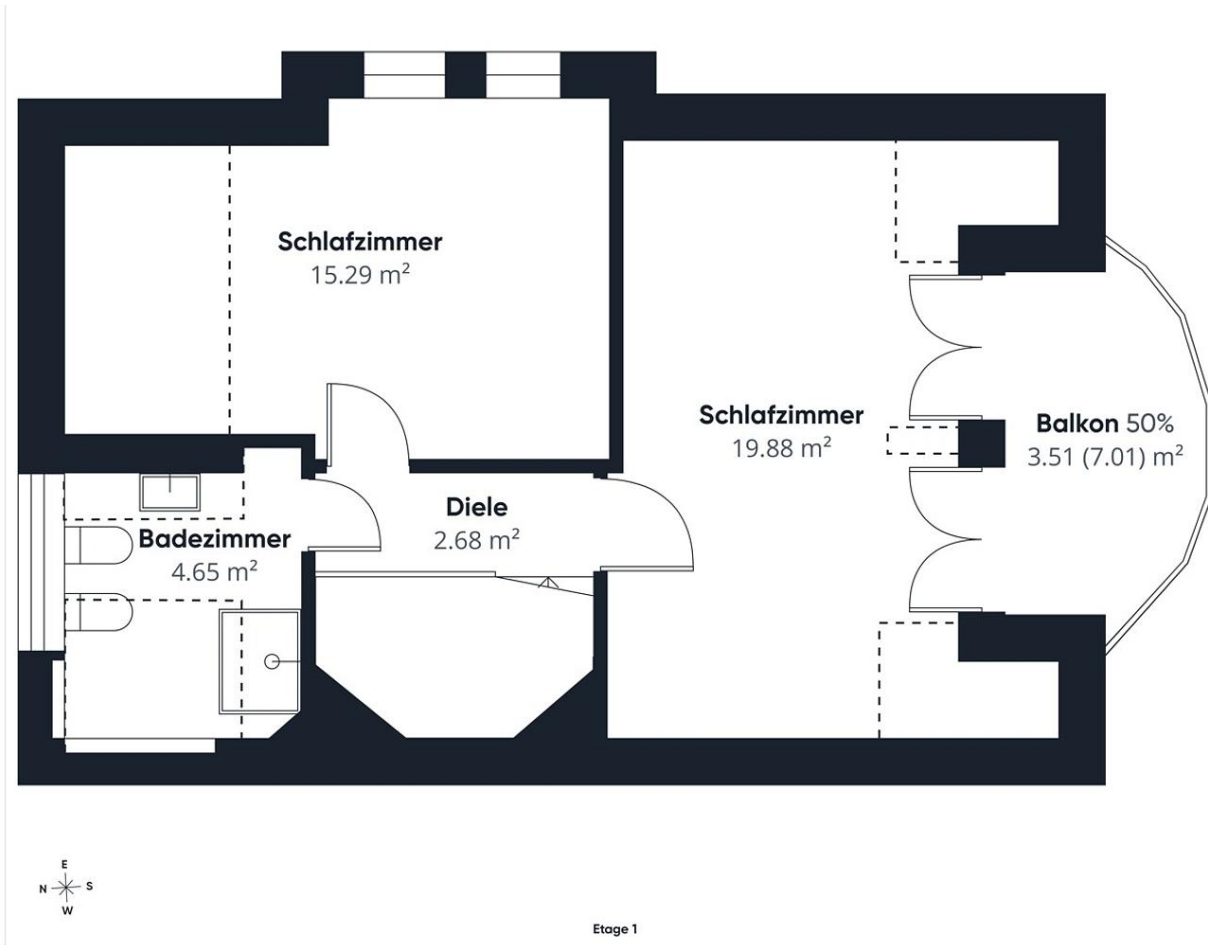 Schlafzimmer
15.29 m²
Schlafzimmer
19.88 m²
Balkon 50%
3.51 (7.01) m²
Diele
2.68 m²
Badezimmer
4.65 m²
E
N S
W
Etage 1